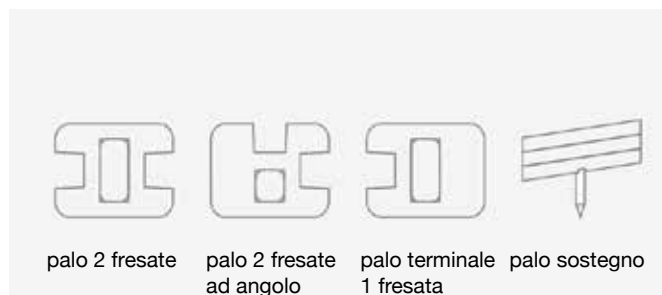 palo 2 fresate
palo 2 fresate
ad angolo
palo terminale
1 fresata
palo sostegno